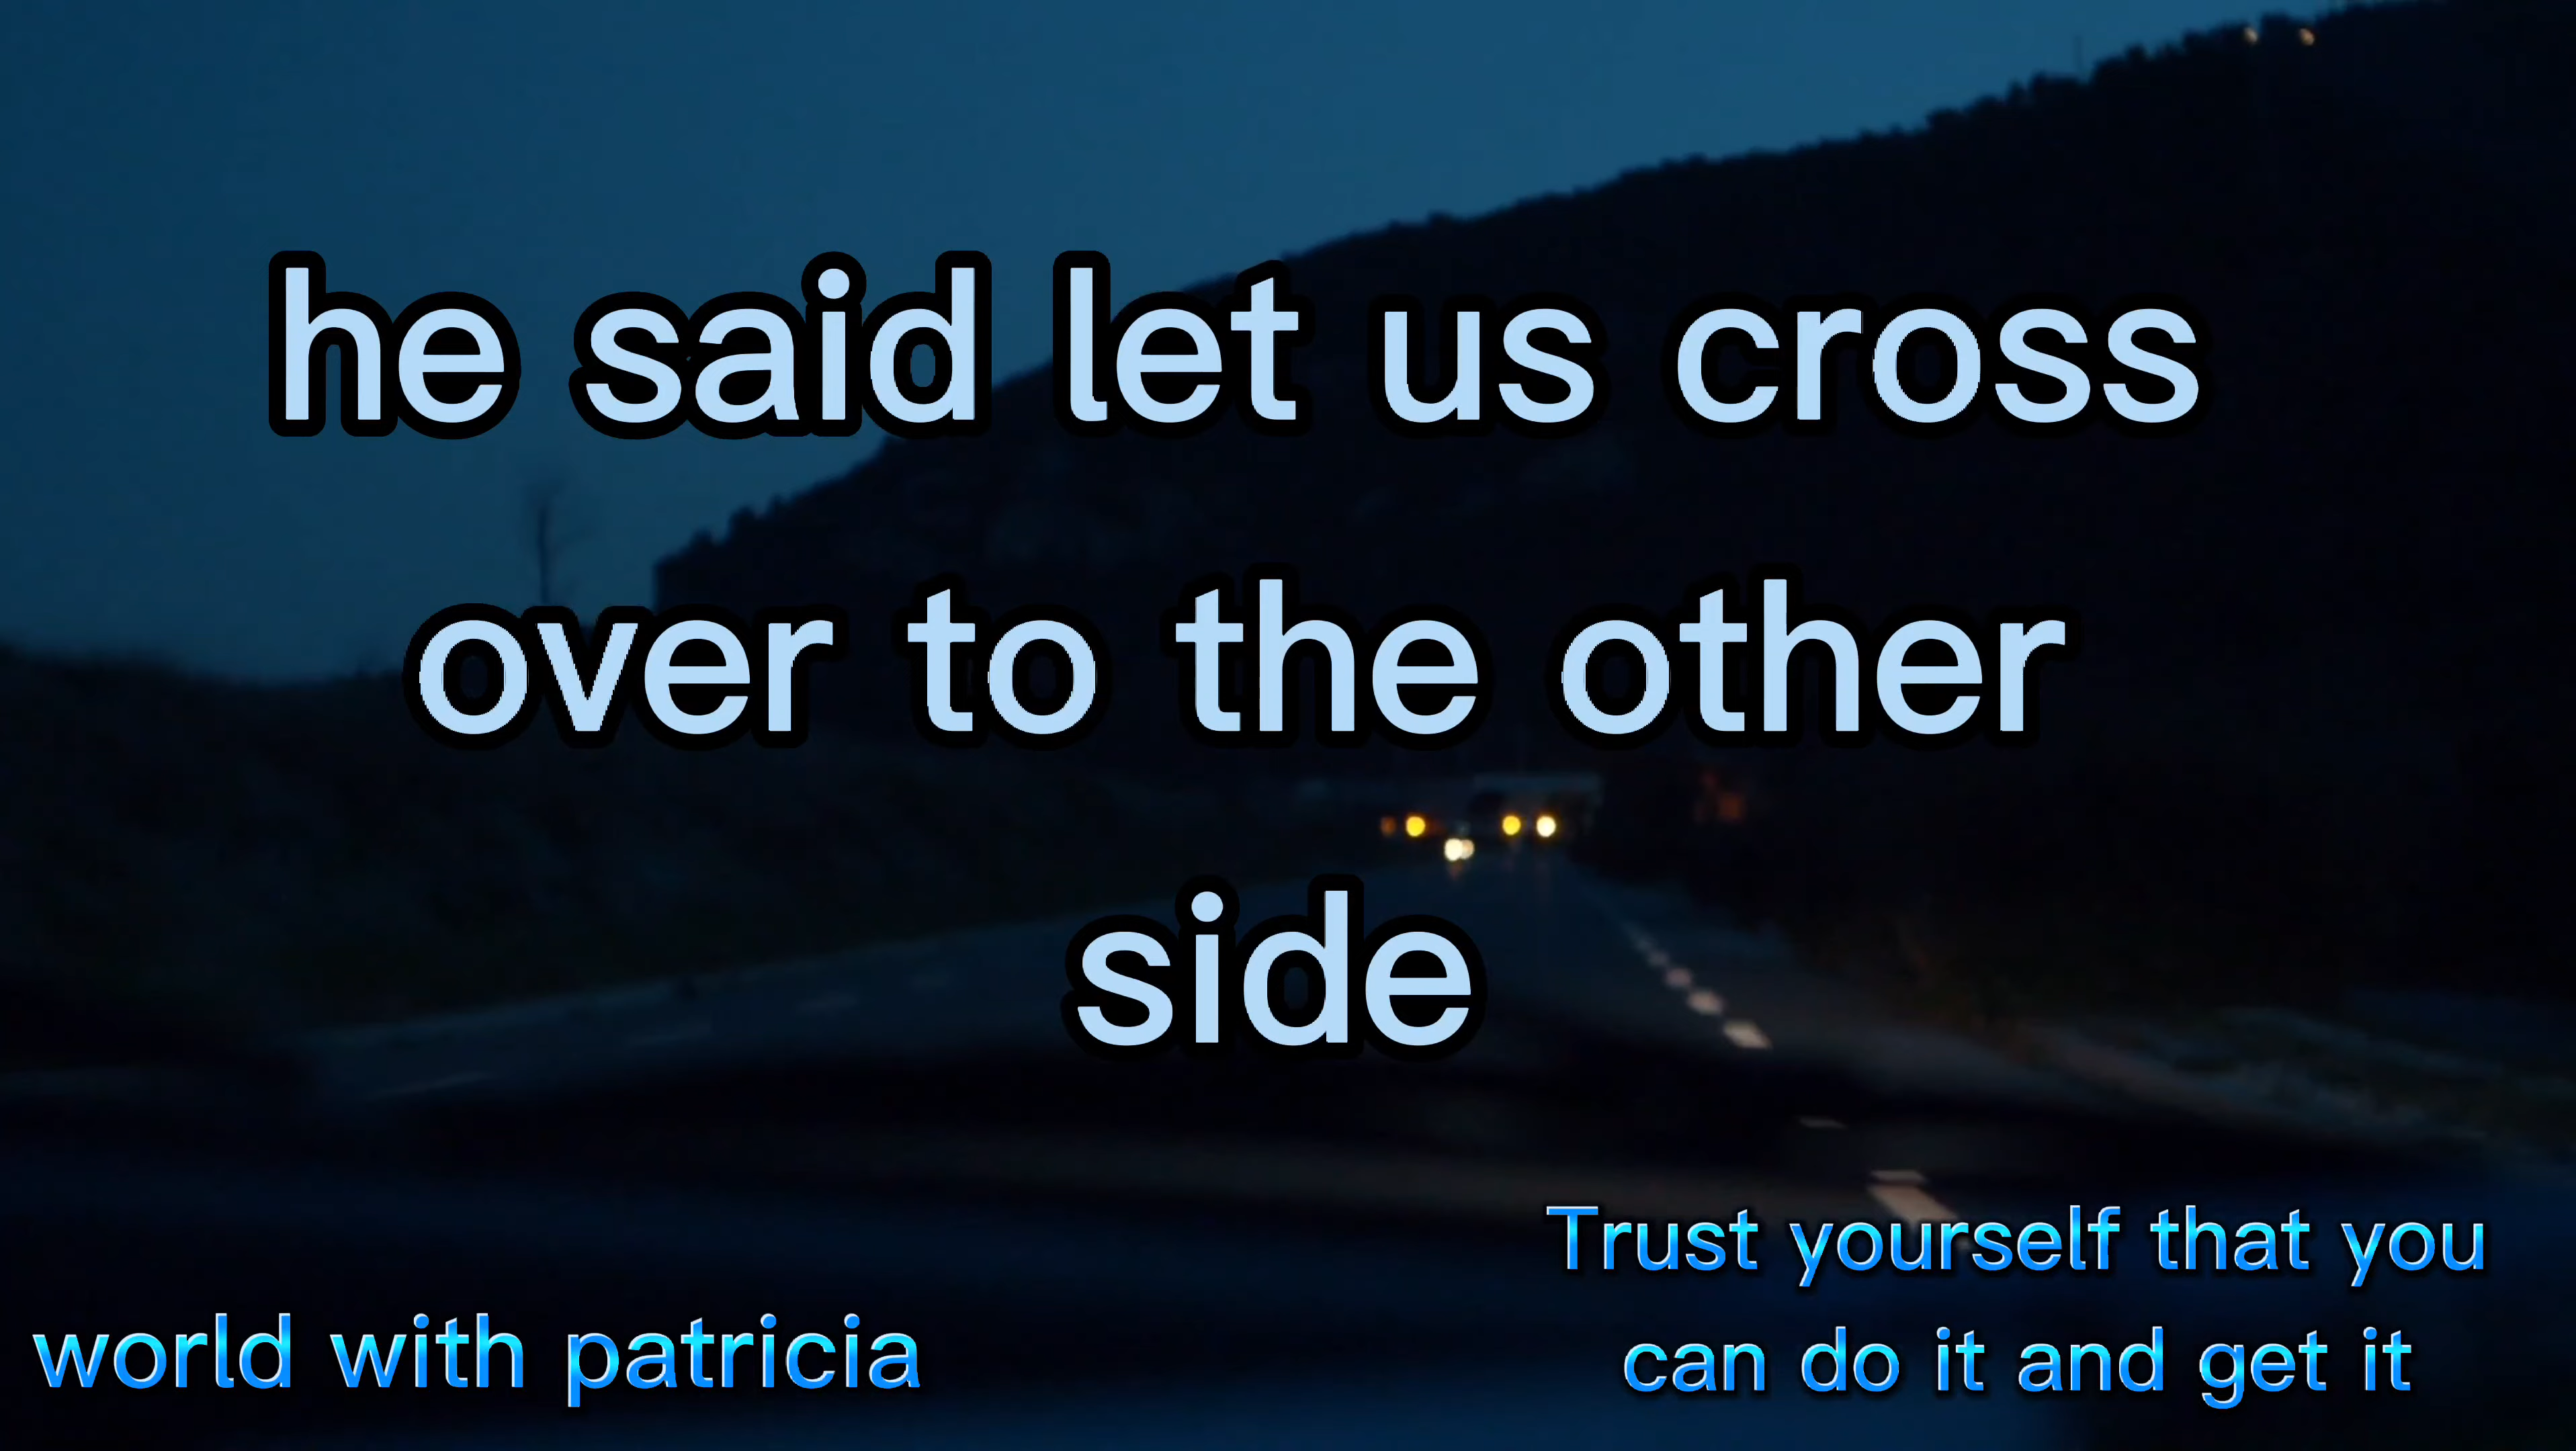 he said let us cross
over to the other
side
Trust yourself that you
can do it and get it
world with patricia